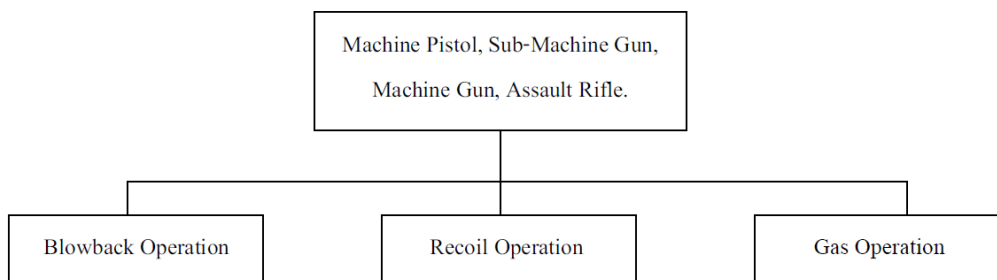 Machine Pistol, Sub-Machine Gun,
Machine Gun, Assault Rifle.
Blowback Operation
Recoil Operation
Gas Operation